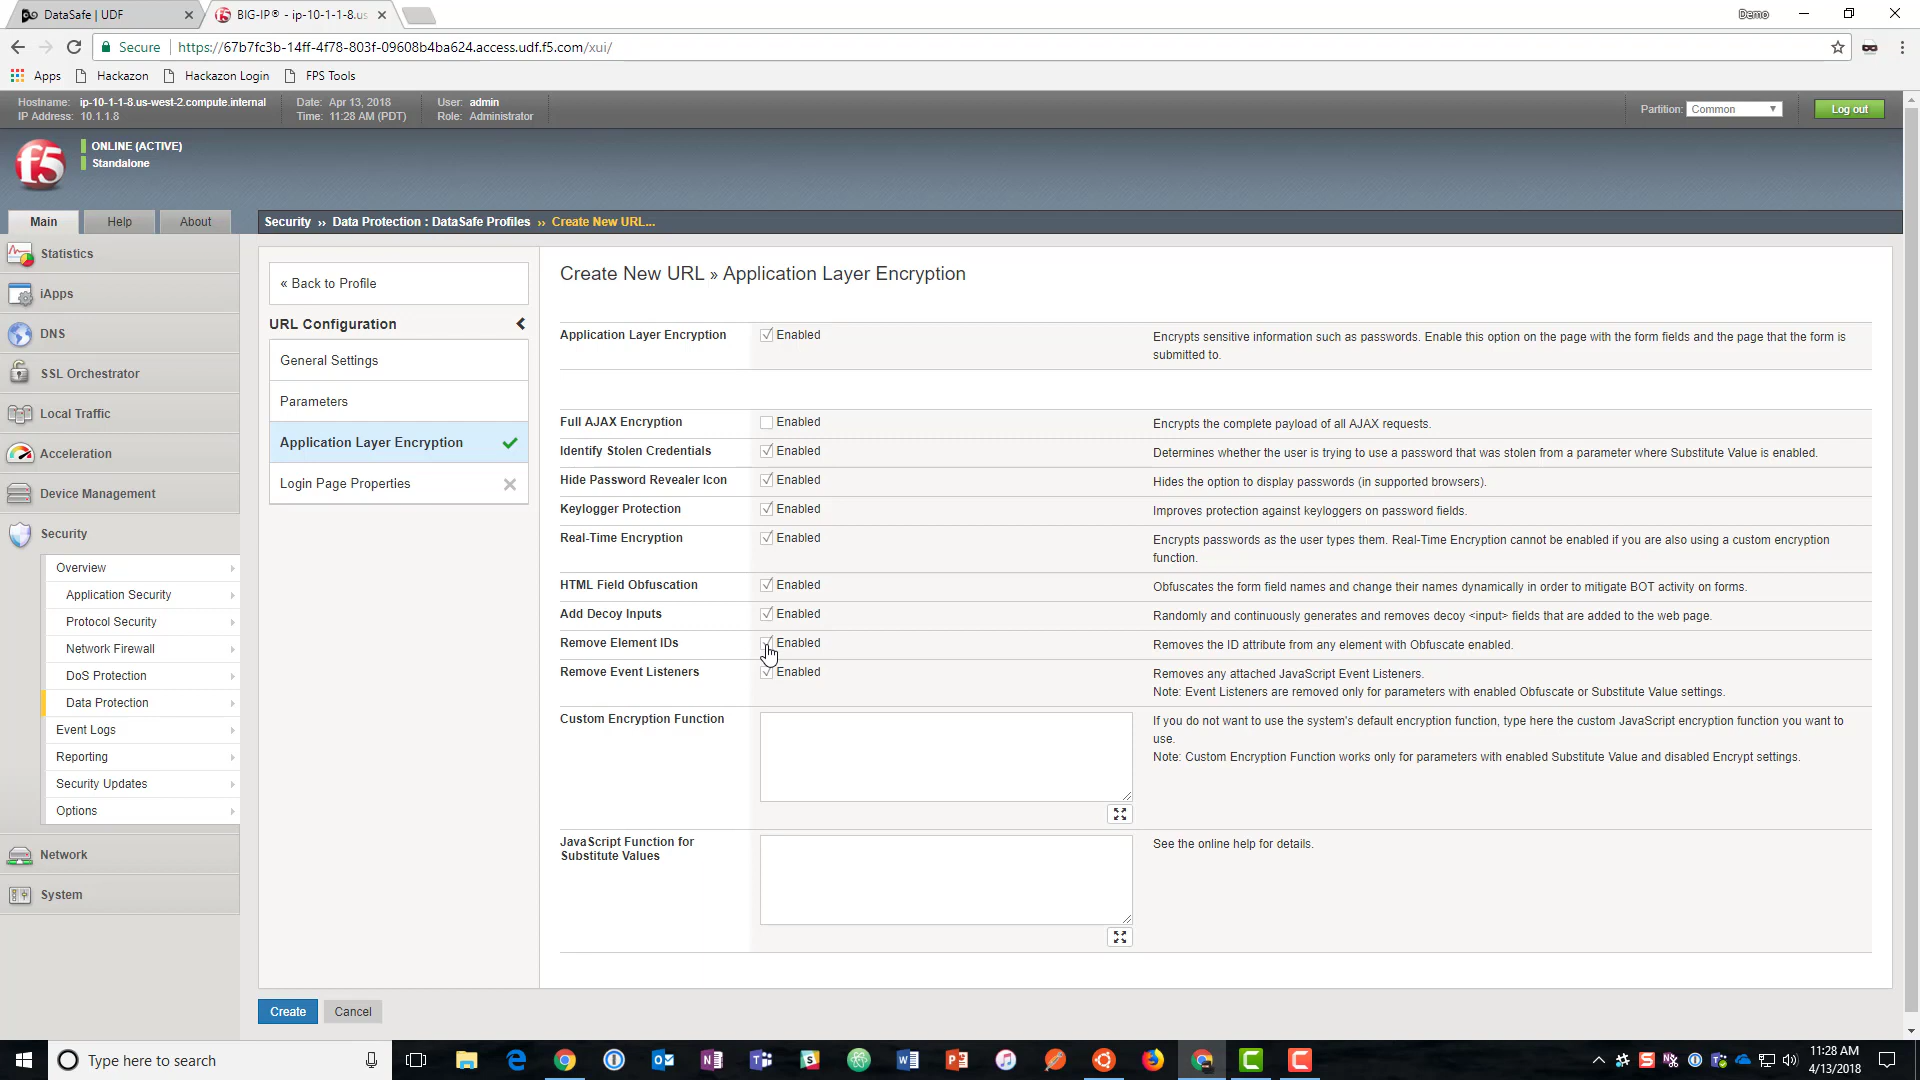 DataSafe | UDF
BIG-IP® - ip-10-1-1-8.us
Demo
Secure
https://67b7fc3b-14ff-4f78-803f-09608b4ba624.access.udf.f5.com/xui/
Apps
Hackazon
Hackazon Login
FPS Tools
Hostname: ip-10-1-1-8.us-west-2.compute.internal
Date: Apr 13, 2018
User: admin
IP Address: 10.1.1.8
Time: 11:28 AM (PDT)
Role: Administrator
Partition: Common
Log out
f5
ONLINE (ACTIVE)
Standalone
Main
Help
About
Security ›› Data Protection : DataSafe Profiles ›› Create New URL...
Statistics
iApps
DNS
SSL Orchestrator
Local Traffic
Acceleration
Device Management
Security
Overview
Application Security
Protocol Security
Network Firewall
DoS Protection
Data Protection
Event Logs
Reporting
Security Updates
Options
Network
System
« Back to Profile
URL Configuration
General Settings
Parameters
Application Layer Encryption
Login Page Properties
Create New URL » Application Layer Encryption
Application Layer Encryption
Enabled
Encrypts sensitive information such as passwords. Enable this option on the page with the form fields and the page that the form is
submitted to.
Full AJAX Encryption
Enabled
Encrypts the complete payload of all AJAX requests.
Identify Stolen Credentials
Enabled
Determines whether the user is trying to use a password that was stolen from a parameter where Substitute Value is enabled.
Hide Password Revealer Icon
Enabled
Hides the option to display passwords (in supported browsers).
Keylogger Protection
Enabled
Improves protection against keyloggers on password fields.
Real-Time Encryption
Enabled
Encrypts passwords as the user types them. Real-Time Encryption cannot be enabled if you are also using a custom encryption
function.
HTML Field Obfuscation
Enabled
Obfuscates the form field names and change their names dynamically in order to mitigate BOT activity on forms.
Add Decoy Inputs
Enabled
Randomly and continuously generates and removes decoy <input> fields that are added to the web page.
Remove Element IDs
Enabled
Removes the ID attribute from any element with Obfuscate enabled.
Remove Event Listeners
Enabled
Removes any attached JavaScript Event Listeners.
Note: Event Listeners are removed only for parameters with enabled Obfuscate or Substitute Value settings.
Custom Encryption Function
If you do not want to use the system's default encryption function, type here the custom JavaScript encryption function you want to
use.
Note: Custom Encryption Function works only for parameters with enabled Substitute Value and disabled Encrypt settings.
JavaScript Function for
Substitute Values
See the online help for details.
Create
Cancel
Type here to search
11:28 AM
4/13/2018